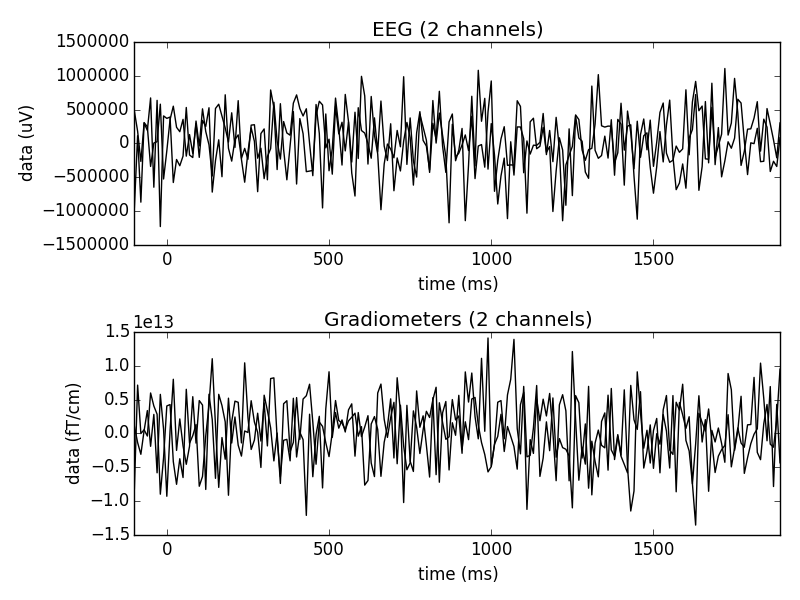 EEG (2 channels)
1500000
1000000
500000
0
−500000
−1000000
−1500000
data (uV)
0 500 1000 1500
time (ms)
Gradiometers (2 channels)
1e13
1.5
1.0
0.5
0.0
−0.5
−1.0
−1.5
data (fT/cm)
0 500 1000 1500
time (ms)